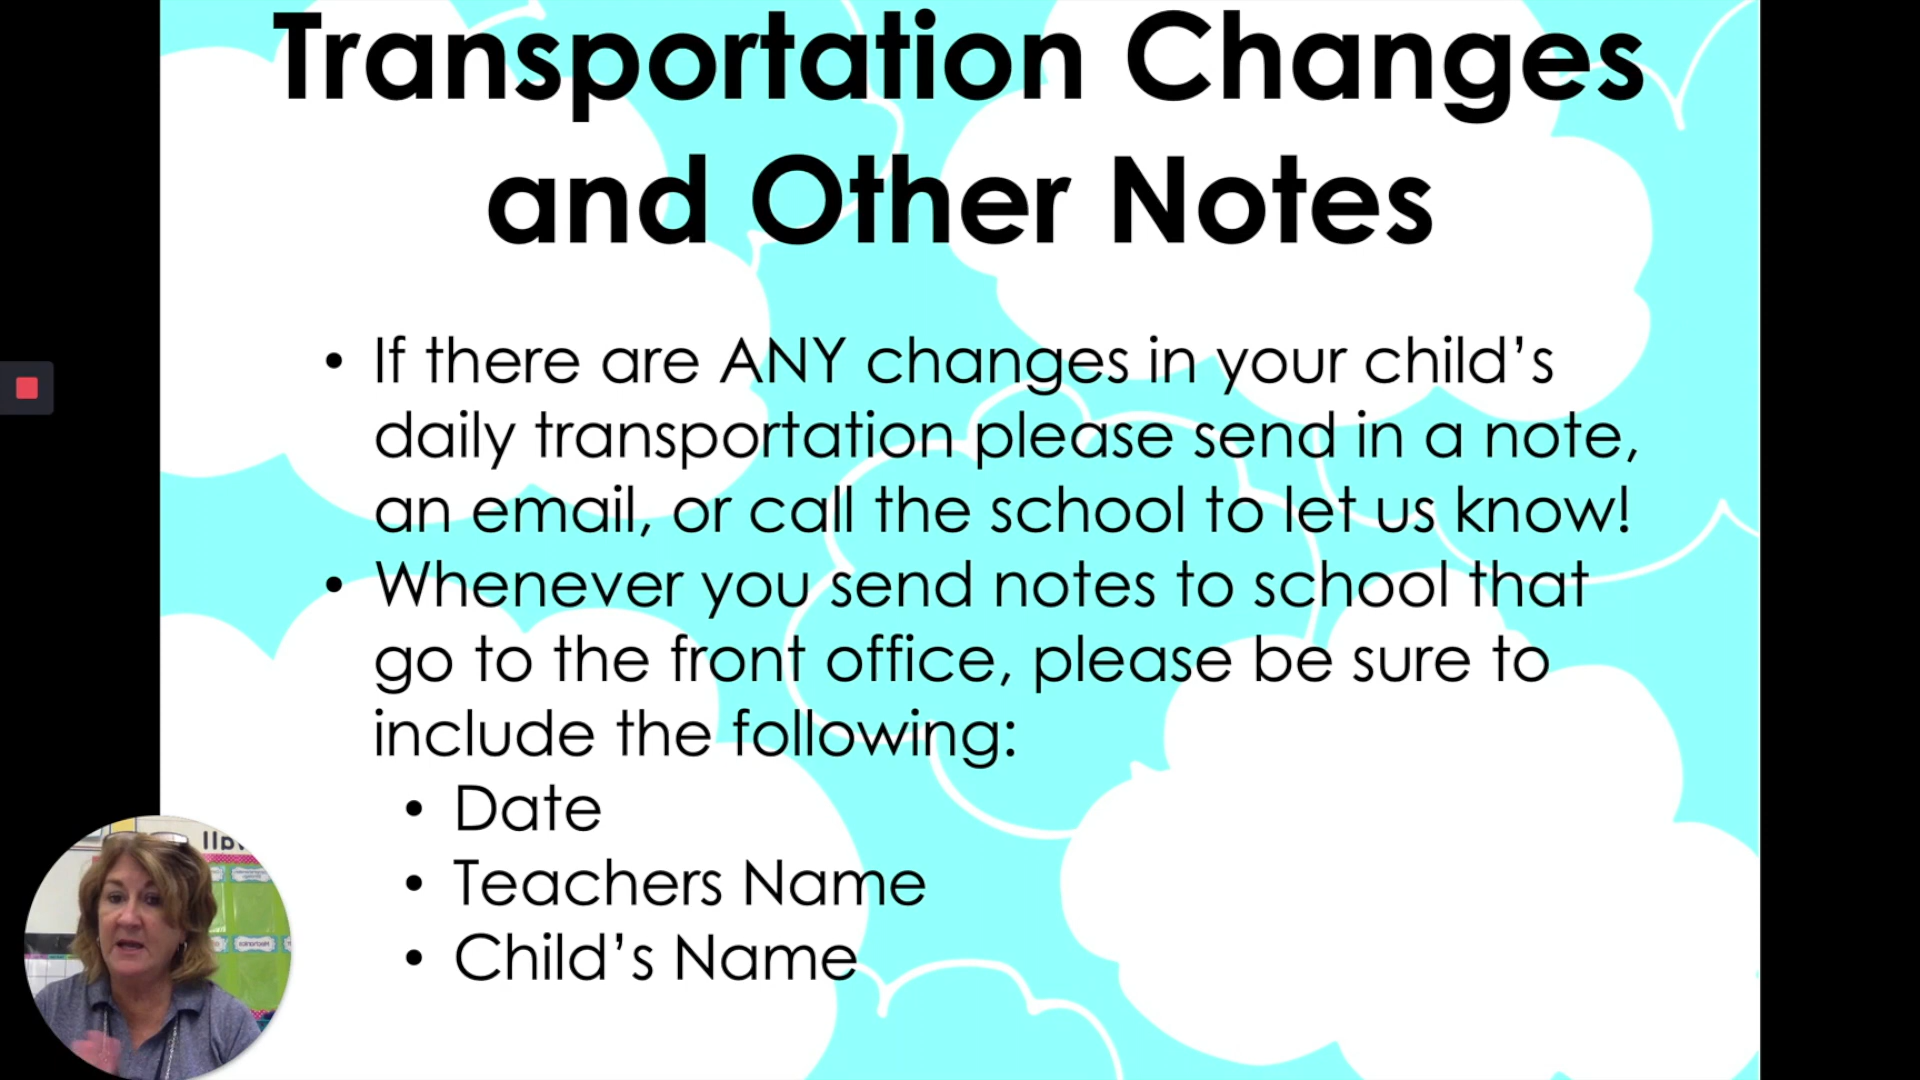 Transportation Changes
and Other Notes
• If there are ANY changes in your child’s
daily transportation please send in a note,
an email, or call the school to let us know!
• Whenever you send notes to school that
go to the front office, please be sure to
include the following:
• Date
• Teachers Name
• Child’s Name